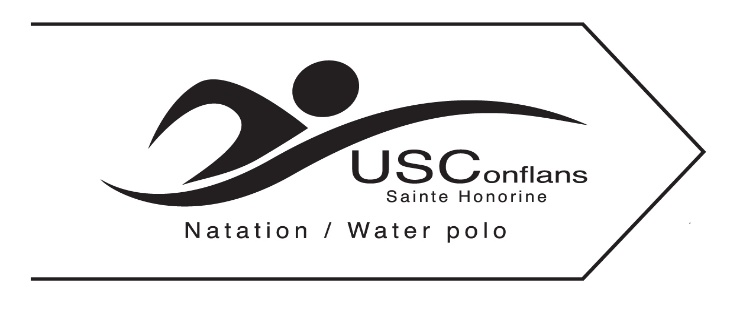 USConflans
Sainte Honorine
Natation / Water polo